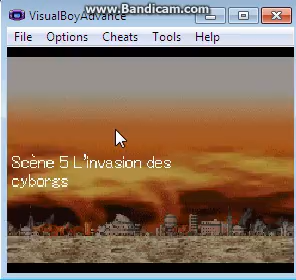 VisualBoyAdvance
www.Bandicam.com
File Options Cheats Tools Help
Scène 5 L'invasion des
cyborgs